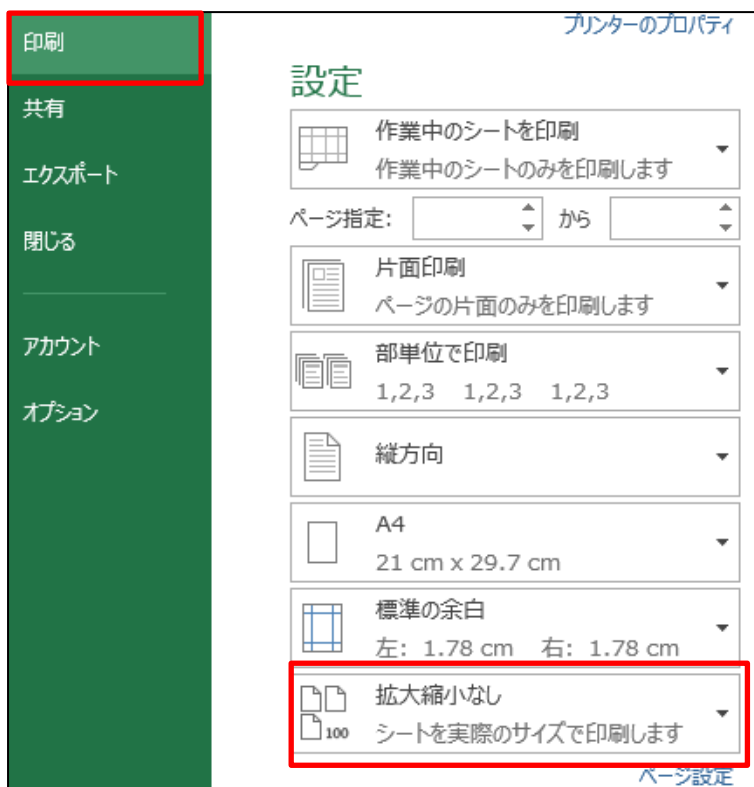 印刷
共有
エクスポート
閉じる
アカウント
オプション
プリンターのプロパティ
設定
作業中のシートを印刷
作業中のシートのみを印刷します
ページ指定: から
片面印刷
ページの片面のみを印刷します
部単位で印刷
1,2,3 1,2,3 1,2,3
縦方向
A4
21 cm x 29.7 cm
標準の余白
左: 1.78 cm 右: 1.78 cm
拡大縮小なし
100
シートを実際のサイズで印刷します
ページ設定